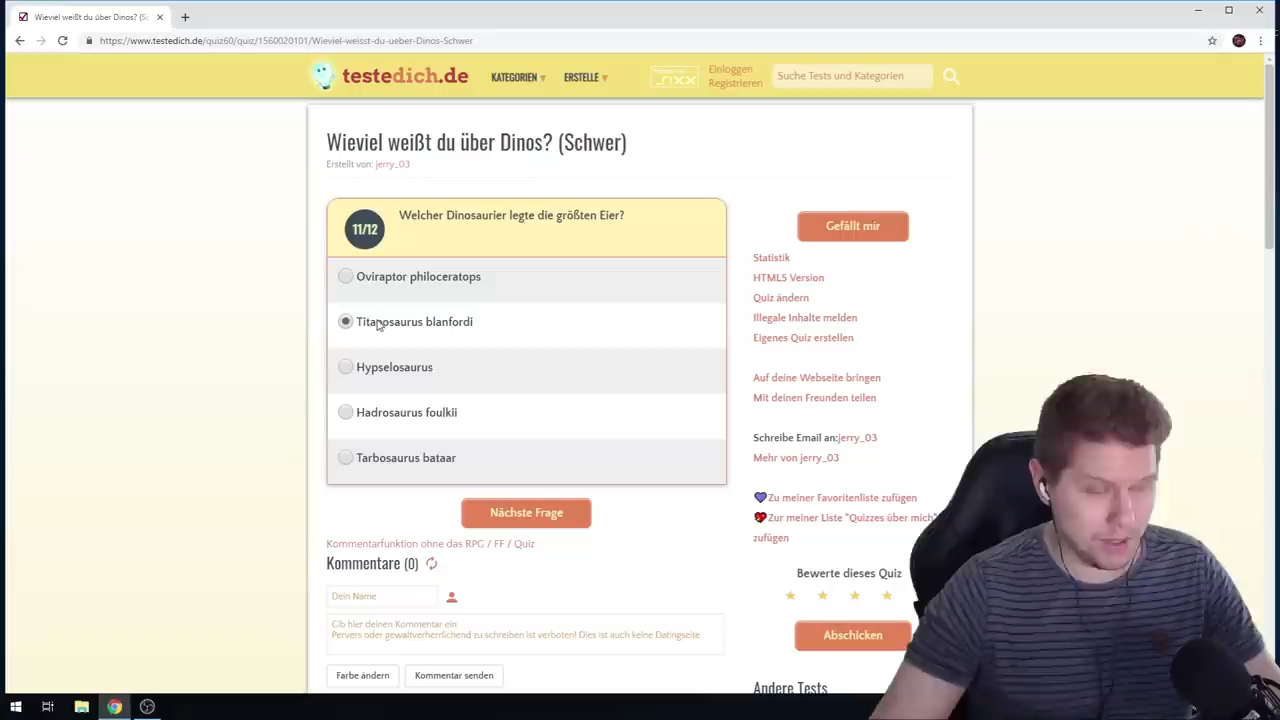 Wieviel weißt du über Dinos? (Sc
https://www.testedich.de/quiz60/quiz/1560020101/Wieviel-weisst-du-ueber-Dinos-Schwer
testedich.de
KATEGORIEN
ERSTELLE
rixx
Einloggen
Registrieren
Suche Tests und Kategorien
Wieviel weißt du über Dinos? (Schwer)
Erstellt von: jerry_03
11/12
Welcher Dinosaurier legte die größten Eier?
Oviraptor philoceratops
Titanosaurus blanfordi
Hypselosaurus
Hadrosaurus foulkii
Tarbosaurus bataar
Nächste Frage
Kommentarfunktion ohne das RPG / FF / Quiz
Kommentare (0)
Dein Name
Gib hier deinen Kommentar ein
Pervers oder gewaltverherrlichend zu schreiben ist verboten! Dies ist auch keine Datingseite
Farbe ändern
Kommentar senden
Gefällt mir
Statistik
HTML5 Version
Quiz ändern
Illegale Inhalte melden
Eigenes Quiz erstellen
Auf deine Webseite bringen
Mit deinen Freunden teilen
Schreibe Email an:jerry_03
Mehr von jerry_03
Zu meiner Favoritenliste zufügen
Zur meiner Liste "Quizzes über mich"
zufügen
Bewerte dieses Quiz
Abschicken
Andere Tests